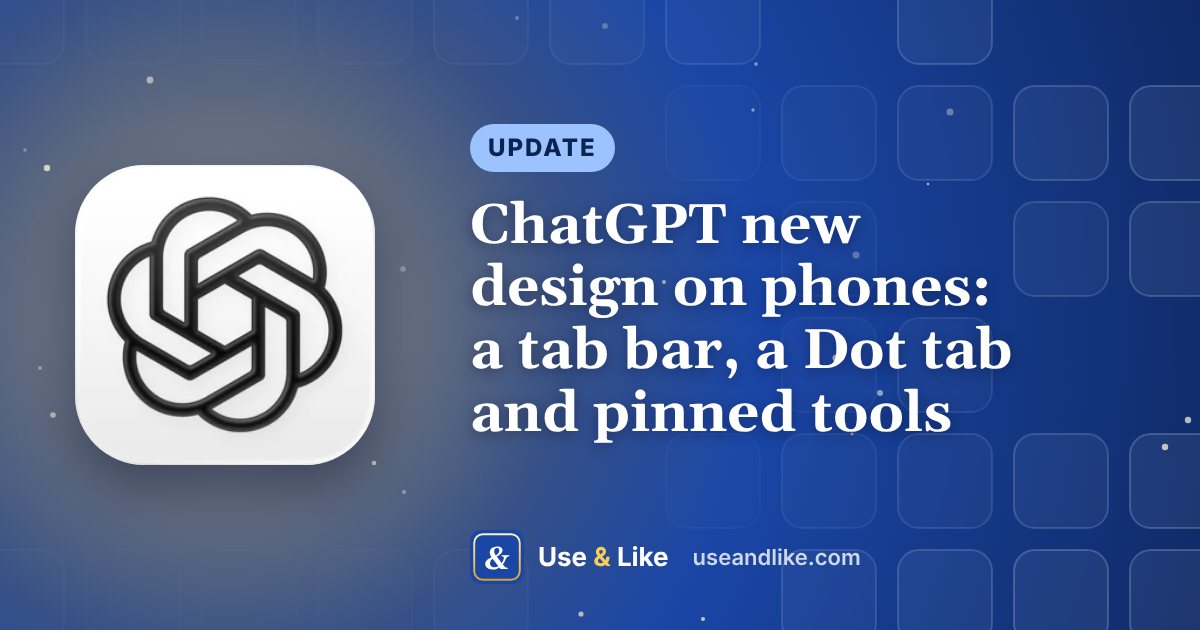 UPDATE
ChatGPT new
design on phones:
a tab bar, a Dot tab
and pinned tools
& Use & Like useandlike.com